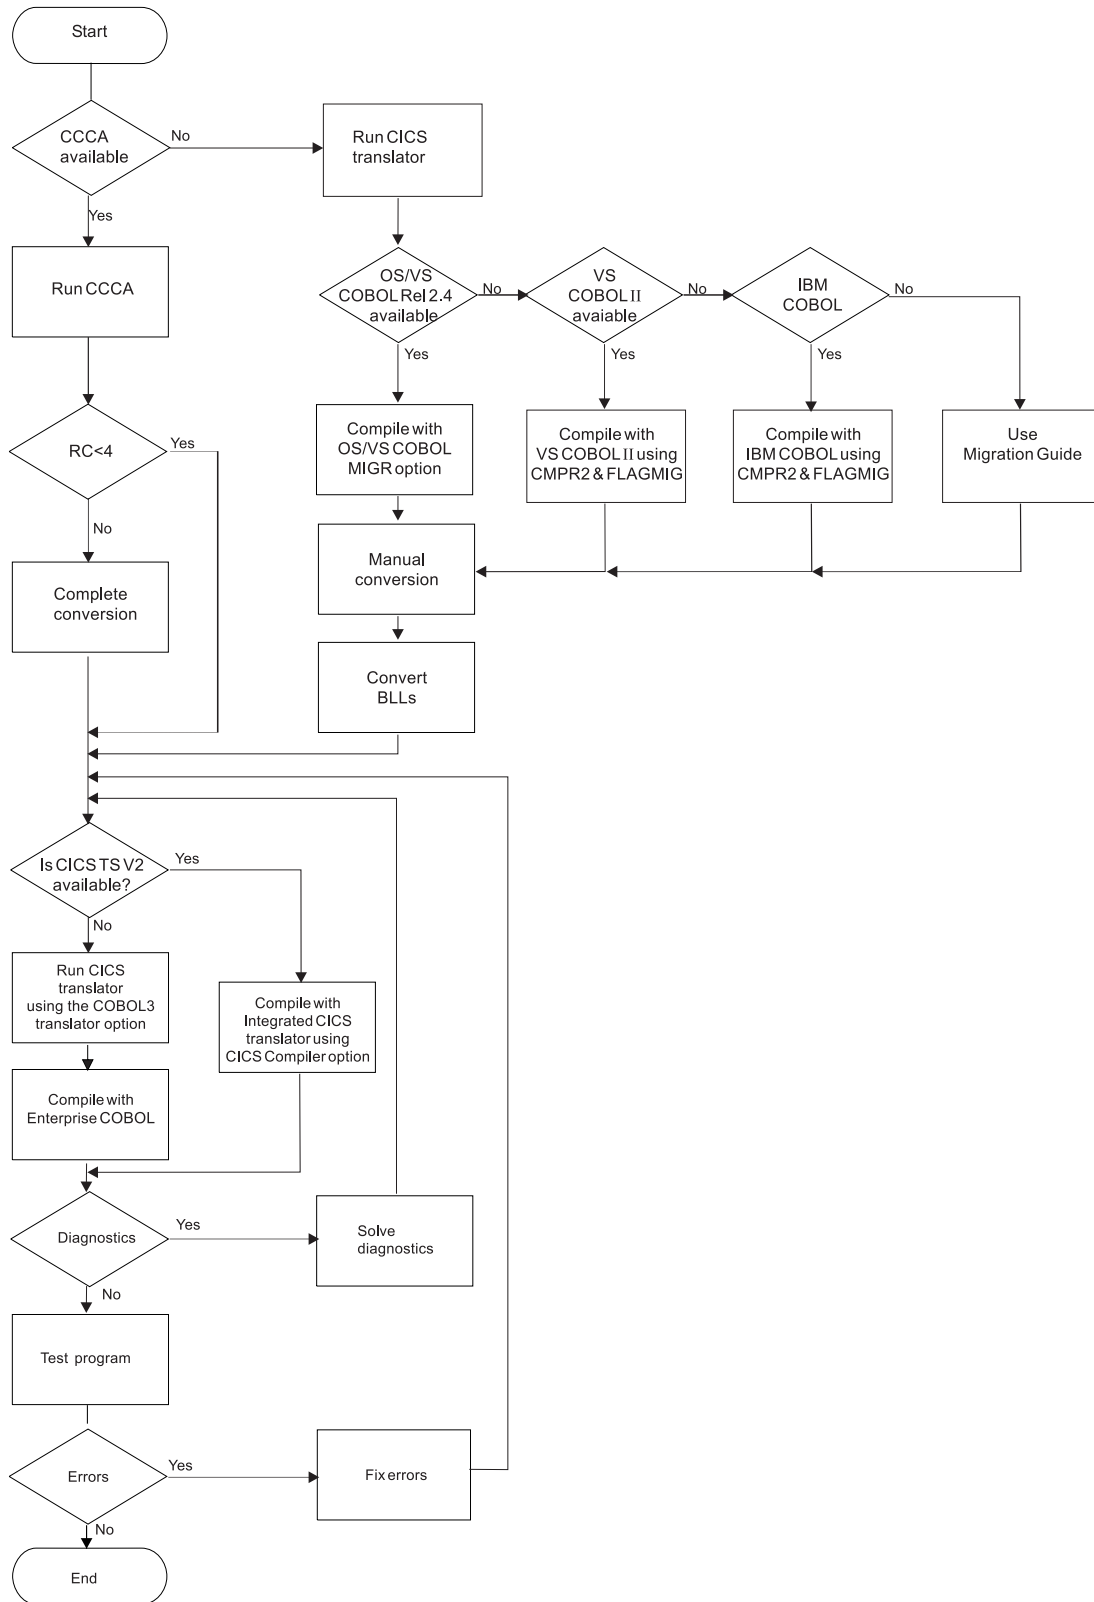 Start
CCCA
available
No
Yes
Run CICS
translator
Run CCCA
OS/VS
COBOL Rel 2.4
available
No
Yes
VS
COBOL II
avaiable
No
Yes
IBM
COBOL
No
Yes
RC<4
Yes
No
Compile with
OS/VS COBOL
MIGR option
Compile with
VS COBOL II using
CMPR2 & FLAGMIG
Compile with
IBM COBOL using
CMPR2 & FLAGMIG
Use
Migration Guide
Complete
conversion
Manual
conversion
Convert
BLLs
Is CICS TS V2
available?
Yes
No
Run CICS
translator
using the COBOL3
translator option
Compile with
Integrated CICS
translator using
CICS Compiler option
Compile with
Enterprise COBOL
Diagnostics
Yes
No
Solve
diagnostics
Test program
Errors
Yes
No
Fix errors
End